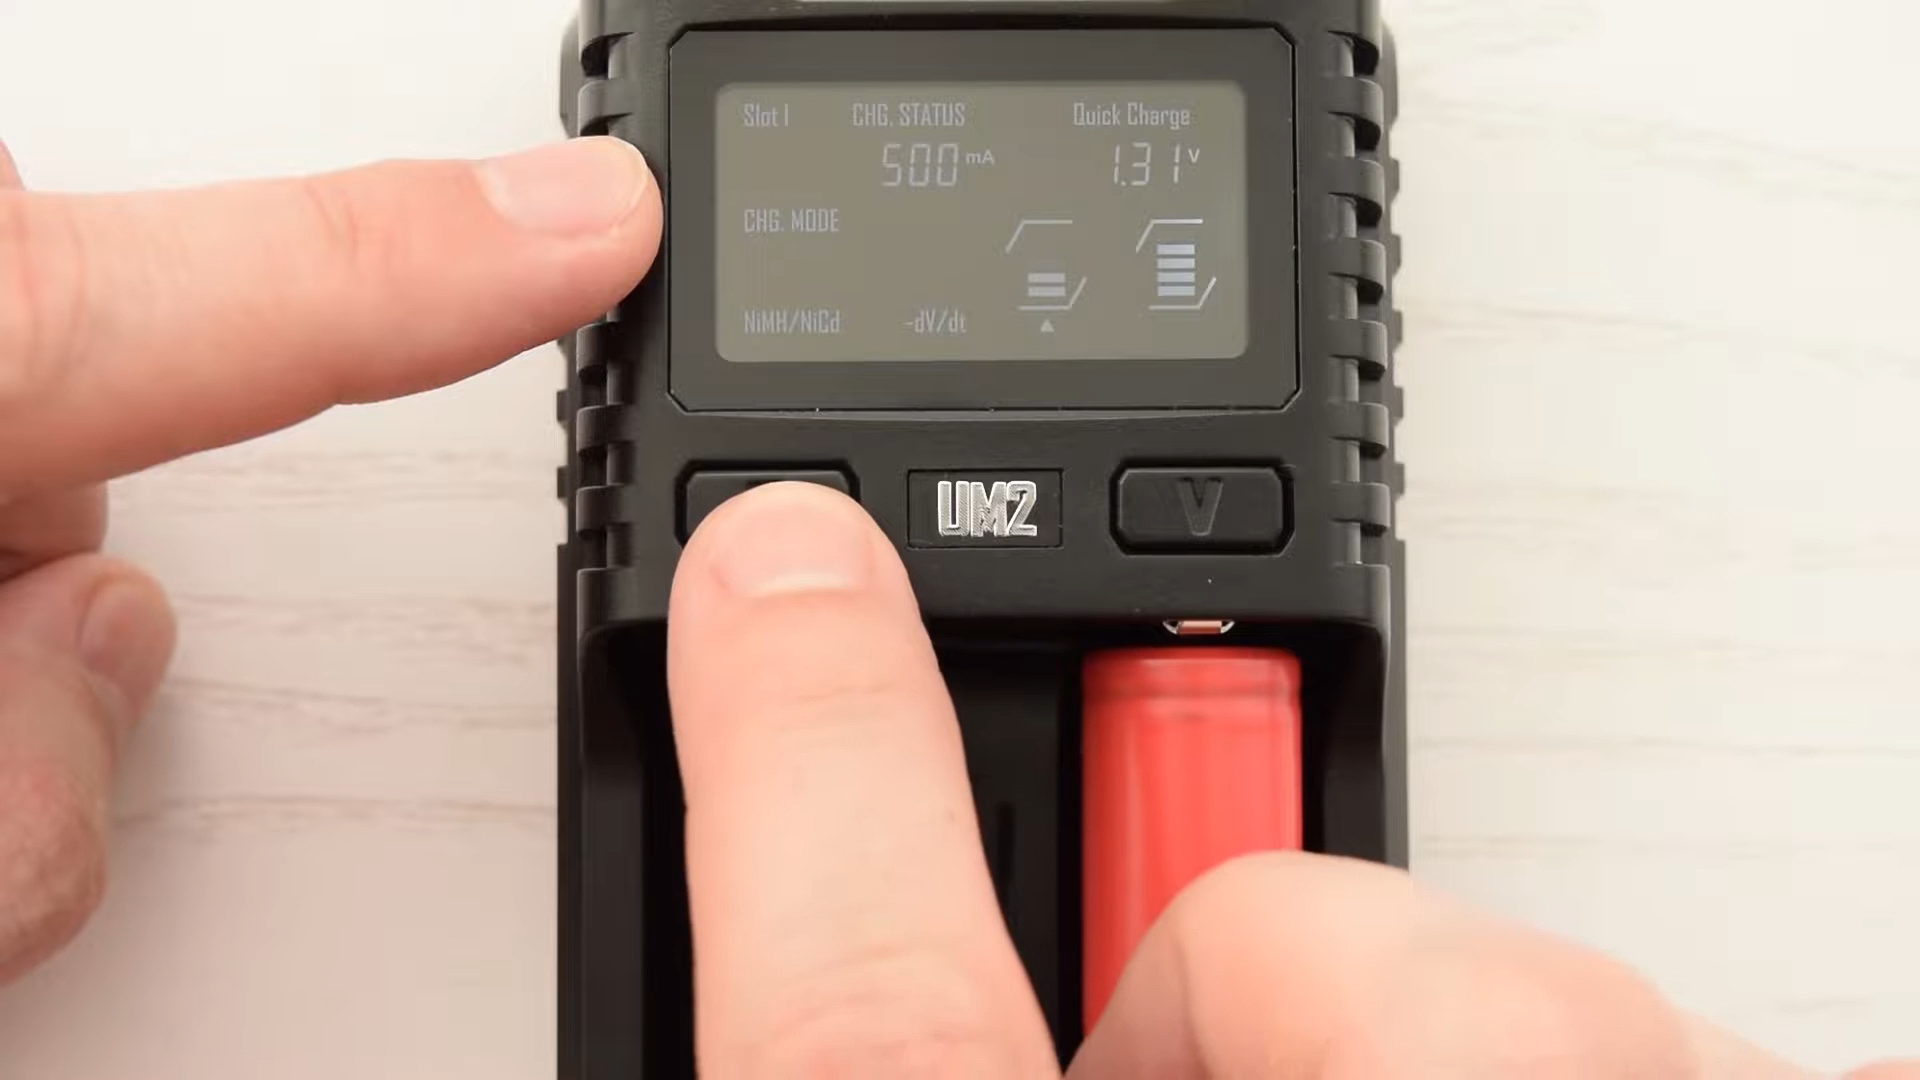 Slot 1 CHG. STATUS Quick Charge
500 mA 1.31 V
CHG. MODE
NiMH/NiCd -dV/dt
UM2 V